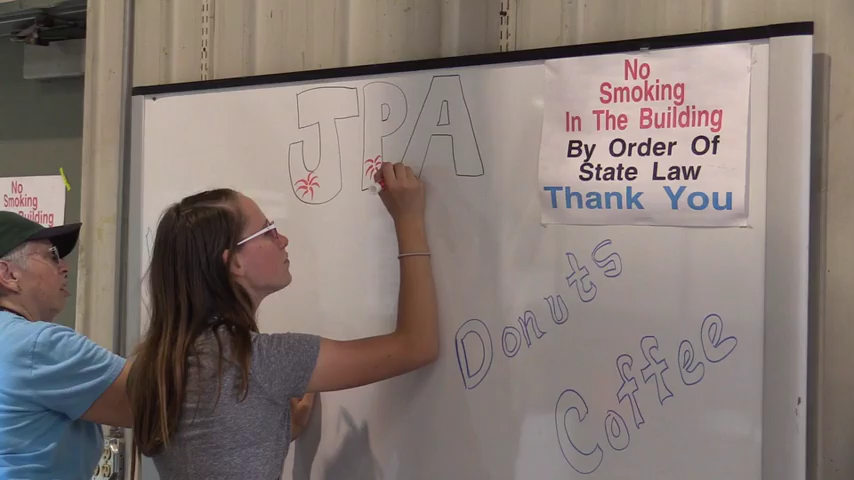 JPA
No
Smoking
In The Building
By Order Of
State Law
Thank You
No
Smoking
Building
Donuts
Coffee